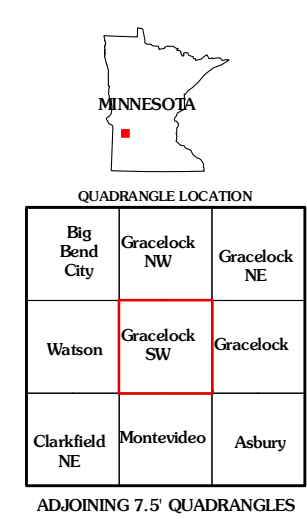 MINNESOTA
QUADRANGLE LOCATION
Big
Bend
City
Gracelock
NW
Gracelock
NE
Watson
Gracelock
SW
Gracelock
Clarkfield
NE
Montevideo
Asbury
ADJOINING 7.5' QUADRANGLES